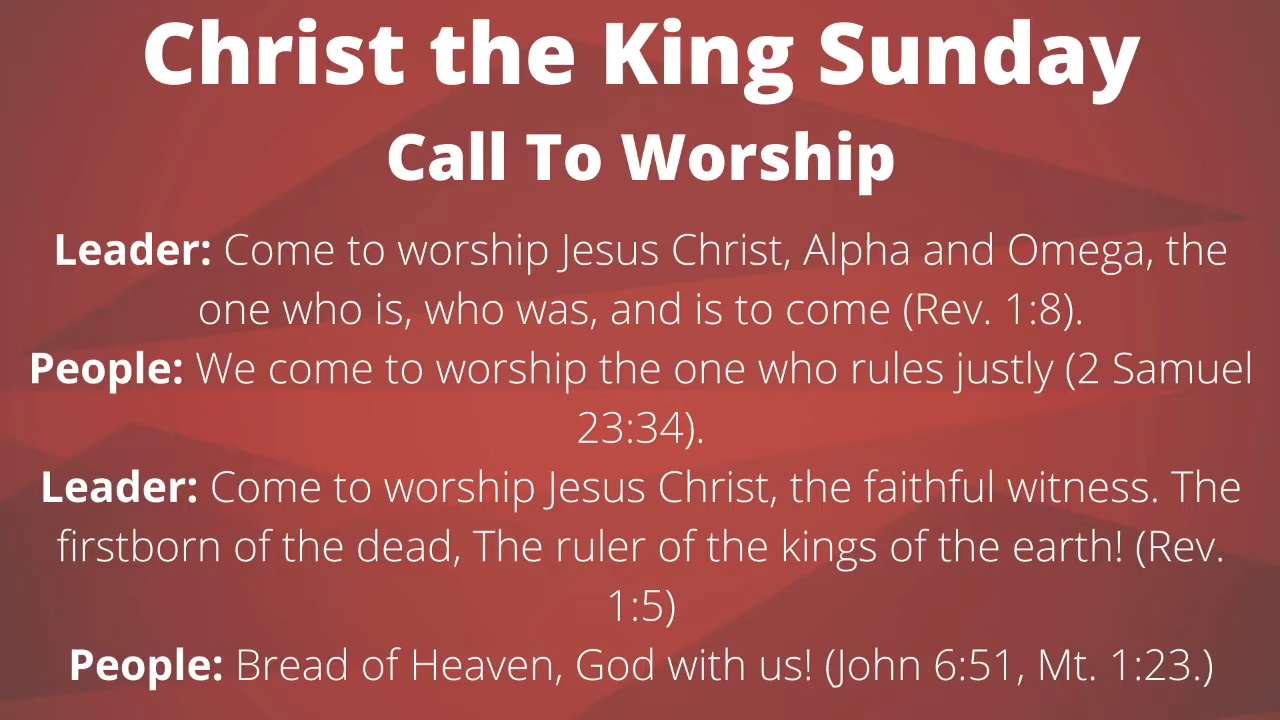 Christ the King Sunday
Call To Worship
Leader: Come to worship Jesus Christ, Alpha and Omega, the
one who is, who was, and is to come (Rev. 1:8).
People: We come to worship the one who rules justly (2 Samuel
23:34).
Leader: Come to worship Jesus Christ, the faithful witness. The
firstborn of the dead, The ruler of the kings of the earth! (Rev.
1:5)
People: Bread of Heaven, God with us! (John 6:51, Mt. 1:23.)